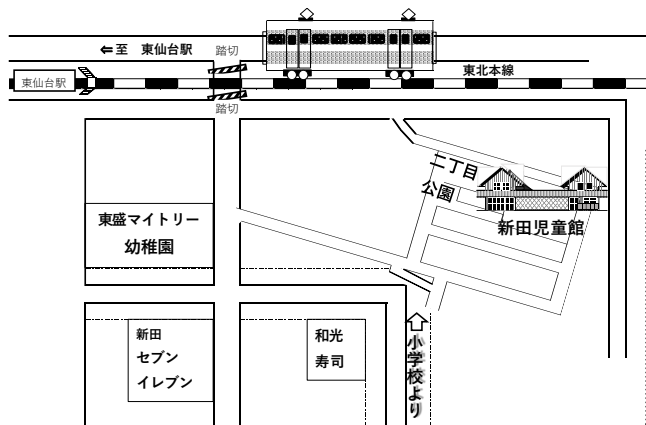 ⇐至　東仙台駅
踏切
東仙台駅
東北本線
踏切
二丁目
公園
新田児童館
東盛マイトリー
幼稚園
新田
セブン
イレブン
和光
寿司
小学校より